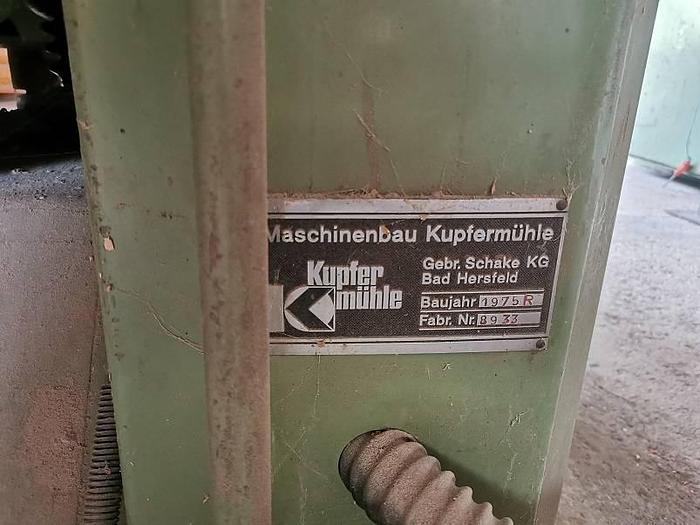 Maschinenbau Kupfermühle
Gebr. Schake KG
Bad Hersfeld
Kupfer
mühle
Baujahr 1975 R
Fabr. Nr. 8933